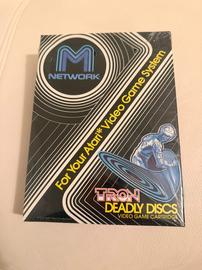 M
NETWORK
For Your Atari® Video Game System
TRON
DEADLY DISCS
VIDEO GAME CARTRIDGE